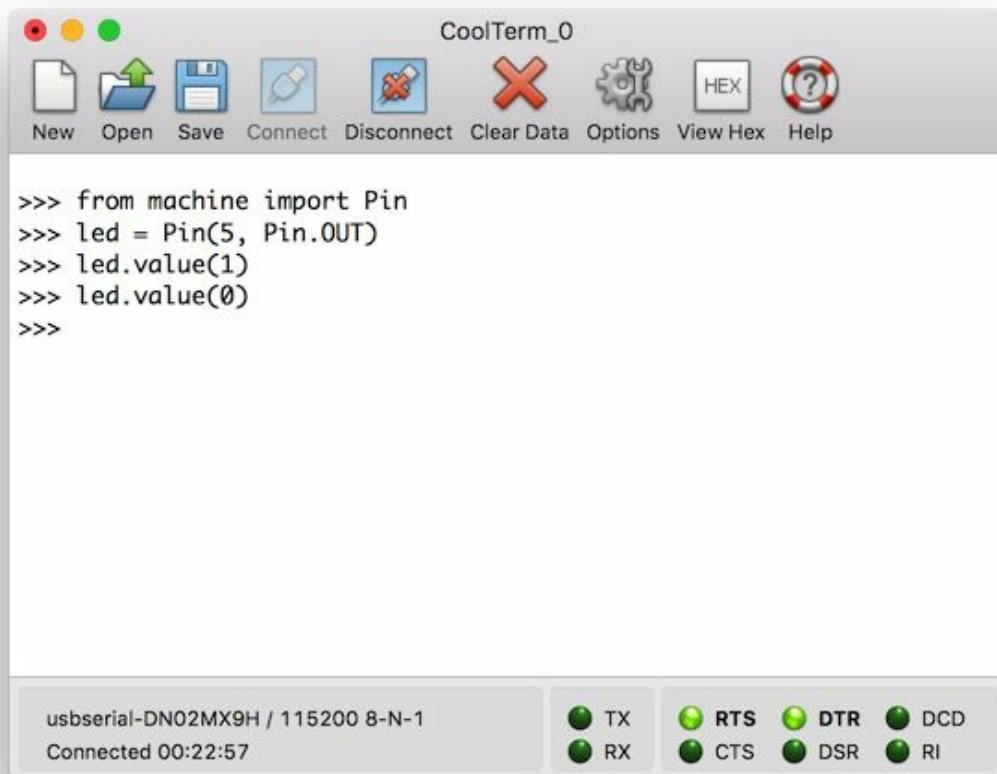 CoolTerm_0
New Open Save Connect Disconnect Clear Data Options View Hex Help
HEX
>>> from machine import Pin
>>> led = Pin(5, Pin.OUT)
>>> led.value(1)
>>> led.value(0)
>>>
usbserial-DN02MX9H / 115200 8-N-1
Connected 00:22:57
TX RTS DTR DCD
RX CTS DSR RI